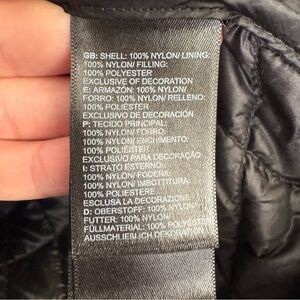 GB: SHELL: 100% NYLON/ LINING:
100% NYLON/ FILLING:
100% POLYESTER
EXCLUSIVE OF DECORATION
E: ARMAZÓN: 100% NYLON/
FORRO: 100% NYLON/ RELLENO:
100% POLIÉSTER
EXCLUSIVO DE DECORACIÓN
P: TECIDO PRINCIPAL:
100% NYLON/ FORRO:
100% NYLON/ ENCHIMENTO:
100% POLIÉSTER
EXCLUSIVO PARA DECORAÇÃO
I: STRATO ESTERNO:
100% NYLON/ FODERA:
100% NYLON/ IMBOTTITURA:
100% POLIESTERE
ESCLUSA LA DECORAZIONE
D: OBERSTOFF: 100% NYLON/
FUTTER: 100% NYLON/
FÜLLMATERIAL: 100% POLYESTER
AUSSCHLIESSLICH DEKORATION